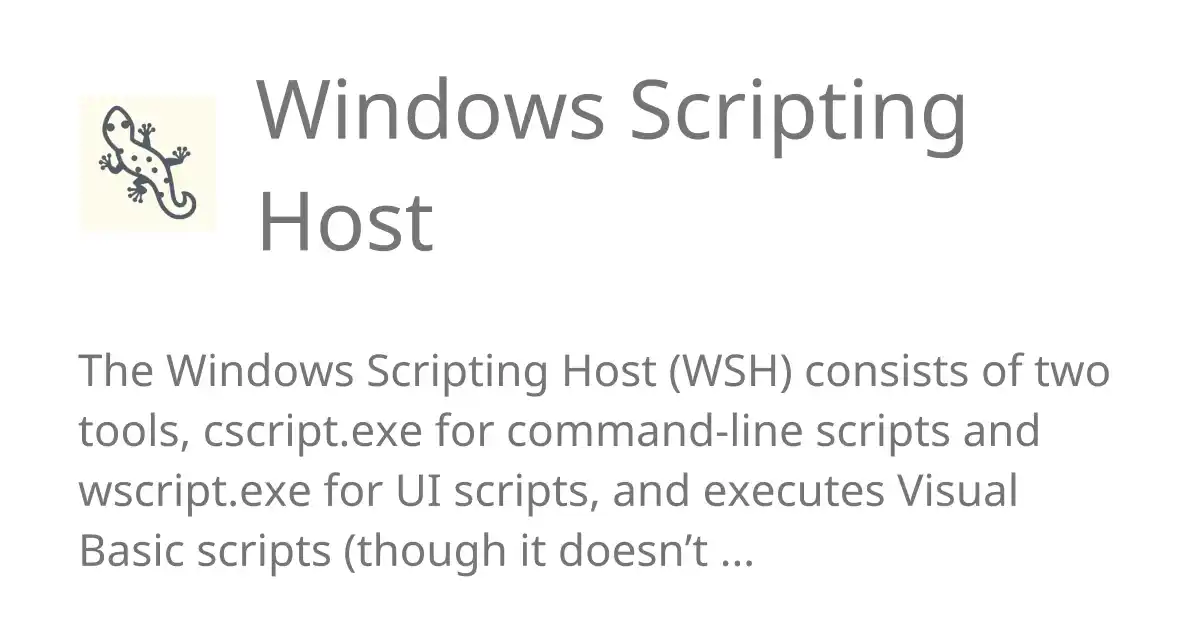 Windows Scripting
Host
The Windows Scripting Host (WSH) consists of two
tools, cscript.exe for command-line scripts and
wscript.exe for UI scripts, and executes Visual
Basic scripts (though it doesn’t ...